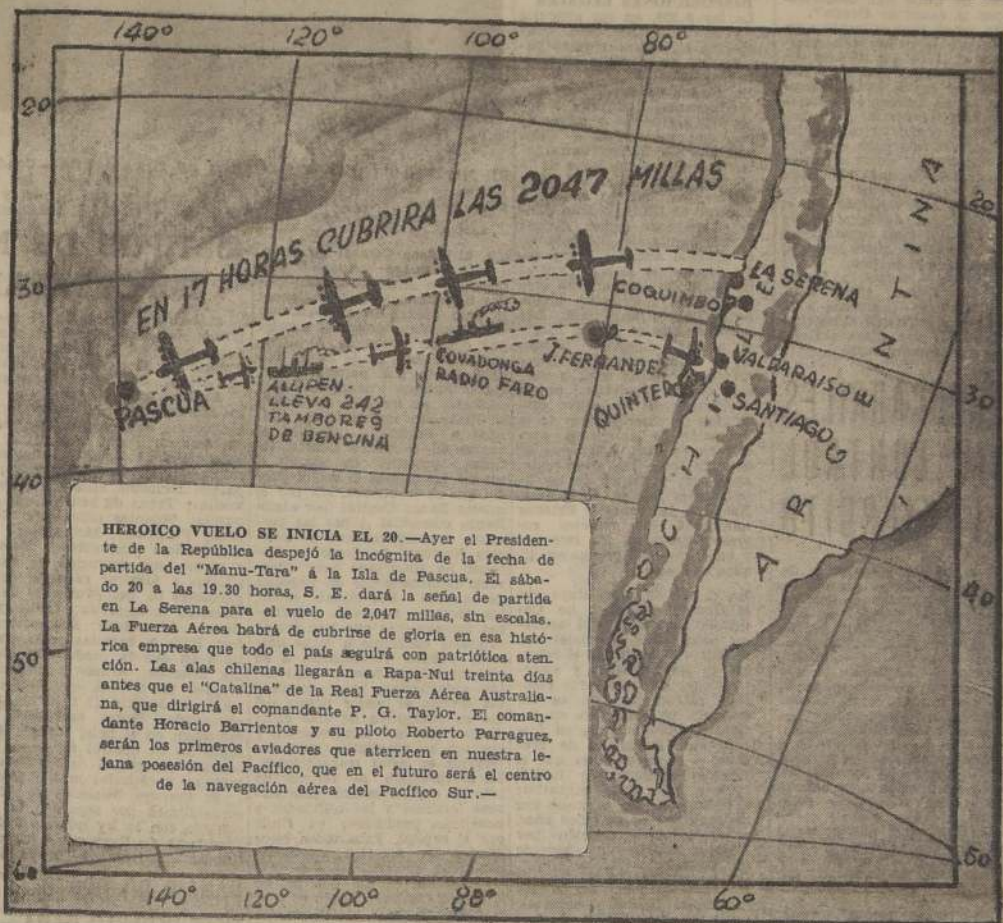 140° 120° 100° 80°
20
30
40
50
60
20
30
40
50
140° 120° 100° 80° 60°
EN 17 HORAS CUBRIRA LAS 2047 MILLAS
LA SERENA
COQUIMBO
PASCUA
ALLIPEN.
LLEVA 242
TAMBORES
DE BENCINA
COVADONGA
RADIO FARO
J. FERNANDEZ
QUINTERO
VALPARAISO
SANTIAGO
CHILE
ARGENTINA
HEROICO VUELO SE INICIA EL 20.—Ayer el Presiden-
te de la República despejó la incógnita de la fecha de
partida del "Manu-Tara" á la Isla de Pascua. El sába-
do 20 a las 19.30 horas, S. E. dará la señal de partida
en La Serena para el vuelo de 2,047 millas, sin escalas.
La Fuerza Aérea habrá de cubrirse de gloria en esa histó-
rica empresa que todo el país seguirá con patriótica aten-
ción. Las alas chilenas llegarán a Rapa-Nui treinta días
antes que el "Catalina" de la Real Fuerza Aérea Australia-
na, que dirigirá el comandante P. G. Taylor. El coman-
dante Horacio Barrientos y su piloto Roberto Parraguez,
serán los primeros aviadores que aterricen en nuestra le-
jana posesión del Pacífico, que en el futuro será el centro
de la navegación aérea del Pacífico Sur.—